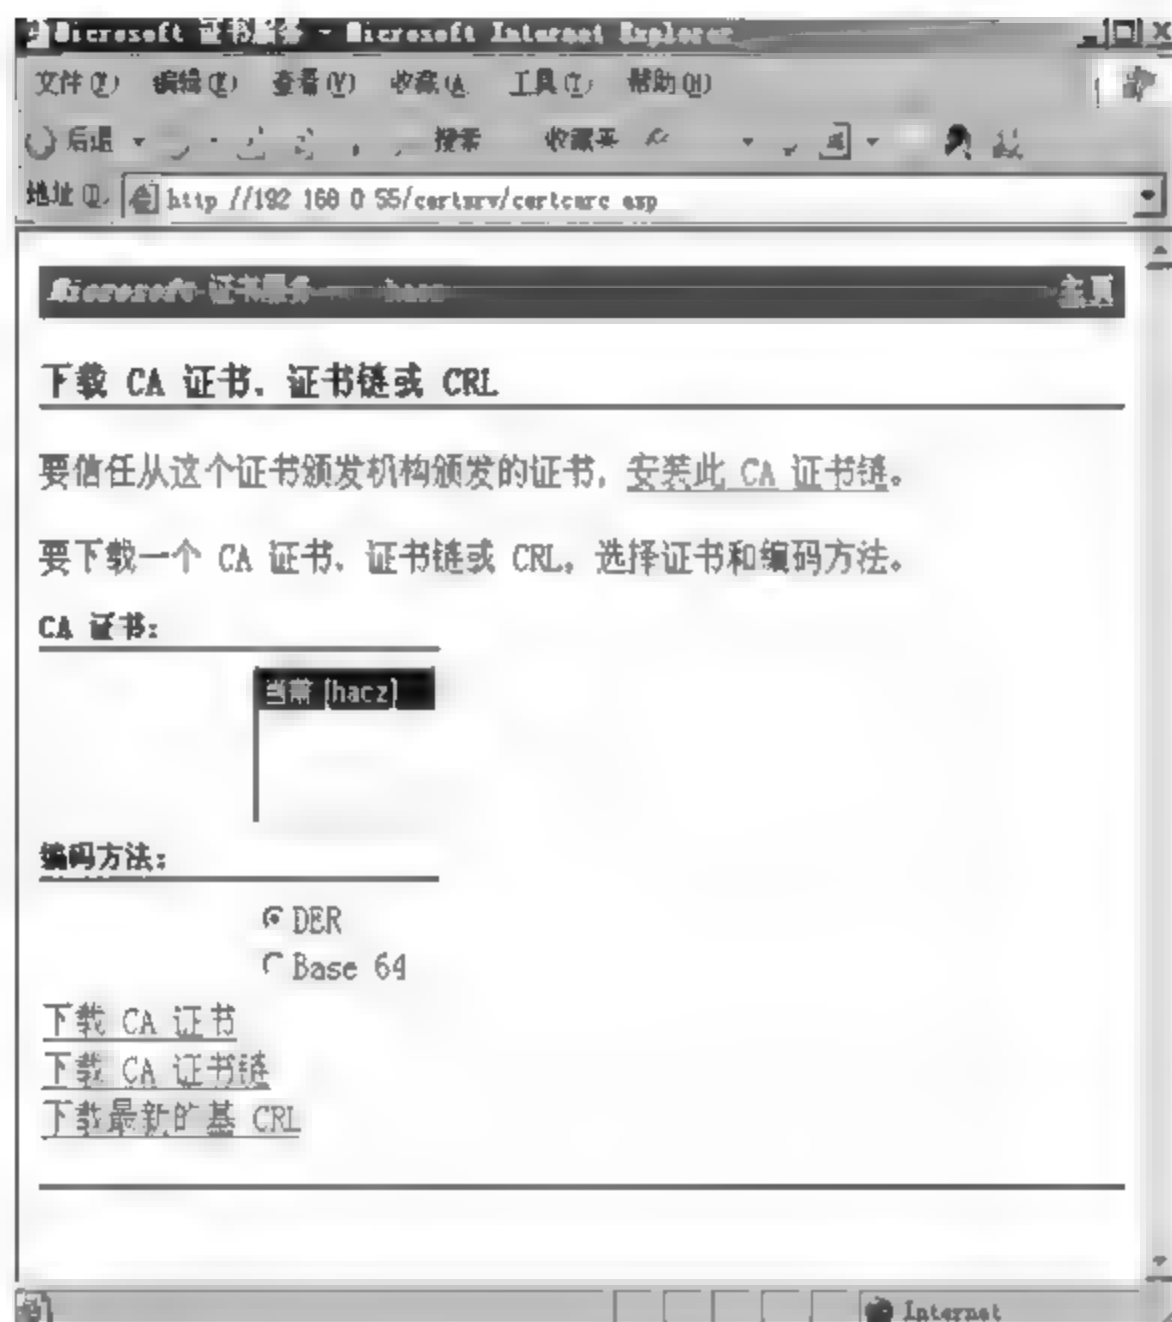 Microsoft 证书服务 - Microsoft Internet Explorer
文件(F) 编辑(E) 查看(V) 收藏(A) 工具(T) 帮助(H)
后退 搜索 收藏夹
地址(D) http //192 168 0 55/certsrv/certcarc asp
Microsoft 证书服务 -- hacz 主页
下载 CA 证书、证书链或 CRL
要信任从这个证书颁发机构颁发的证书，安装此 CA 证书链。
要下载一个 CA 证书、证书链或 CRL，选择证书和编码方法。
CA 证书:
当前 [hacz]
编码方法:
DER
Base 64
下载 CA 证书
下载 CA 证书链
下载最新的基 CRL
Internet